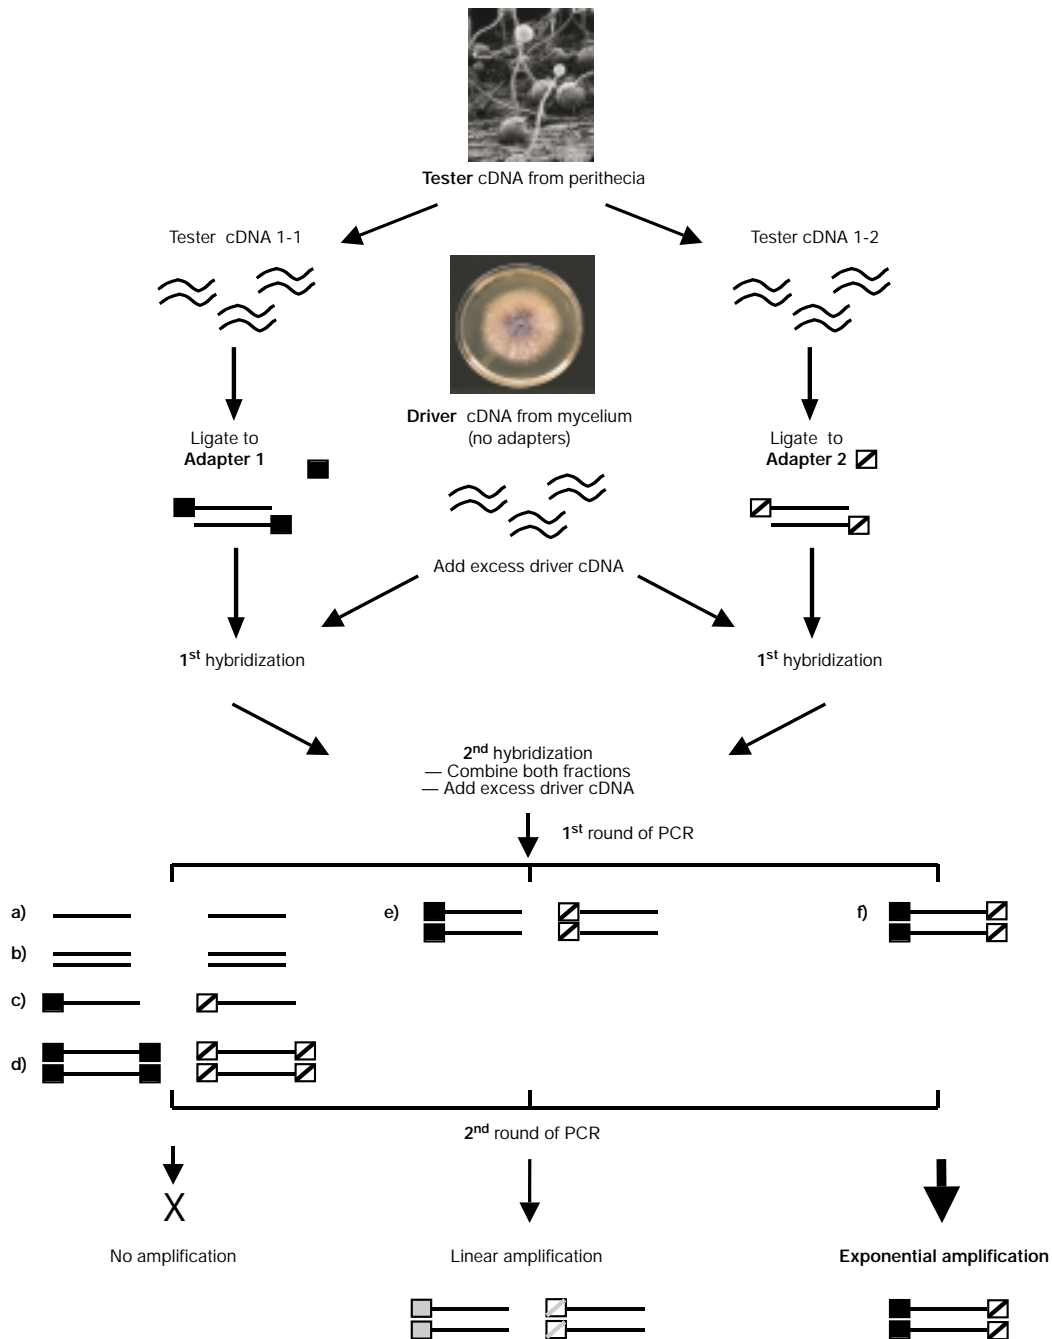 Tester cDNA from perithecia
Tester cDNA 1-1
Tester cDNA 1-2
Driver cDNA from mycelium
(no adapters)
Ligate to
Adapter 1
Ligate to
Adapter 2
Add excess driver cDNA
1st hybridization
1st hybridization
2nd hybridization
— Combine both fractions
— Add excess driver cDNA
1st round of PCR
a)
b)
c)
d)
e)
f)
2nd round of PCR
X
No amplification
Linear amplification
Exponential amplification